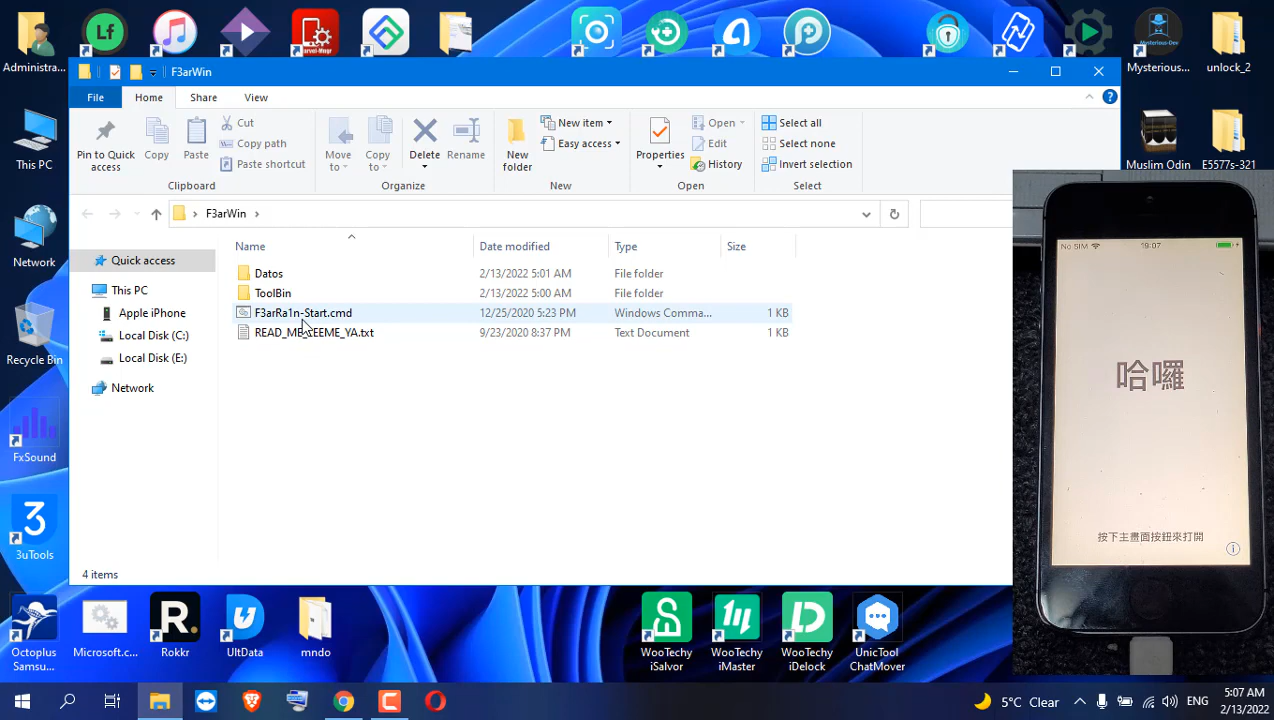 Administra...
Mysterious...
unlock_2
F3arWin
File
Home
Share
View
Pin to Quick
access
Copy
Paste
Cut
Copy path
Paste shortcut
Clipboard
Move
to
Copy
to
Delete
Rename
Organize
New
folder
New item
Easy access
New
Properties
Open
Edit
History
Open
Select all
Select none
Invert selection
Select
This PC
Muslim Odin
E5577s-321
F3arWin
Name
Date modified
Type
Size
Quick access
This PC
Apple iPhone
Local Disk (C:)
Local Disk (E:)
Network
Datos
2/13/2022 5:01 AM
File folder
ToolBin
2/13/2022 5:00 AM
File folder
F3arRa1n-Start.cmd
12/25/2020 5:23 PM
Windows Comma...
1 KB
9/23/2020 8:37 PM
Text Document
1 KB
4 items
Network
Recycle Bin
FxSound
3
3uTools
No SIM
19:07
哈囉
按下主畫面按鈕來打開
Octoplus
Samsu...
Microsoft.c...
R.
Rokkr
UltData
mndo
WooTechy
iSalvor
WooTechy
iMaster
WooTechy
iDelock
UnicTool
ChatMover
5°C Clear
ENG
5:07 AM
2/13/2022